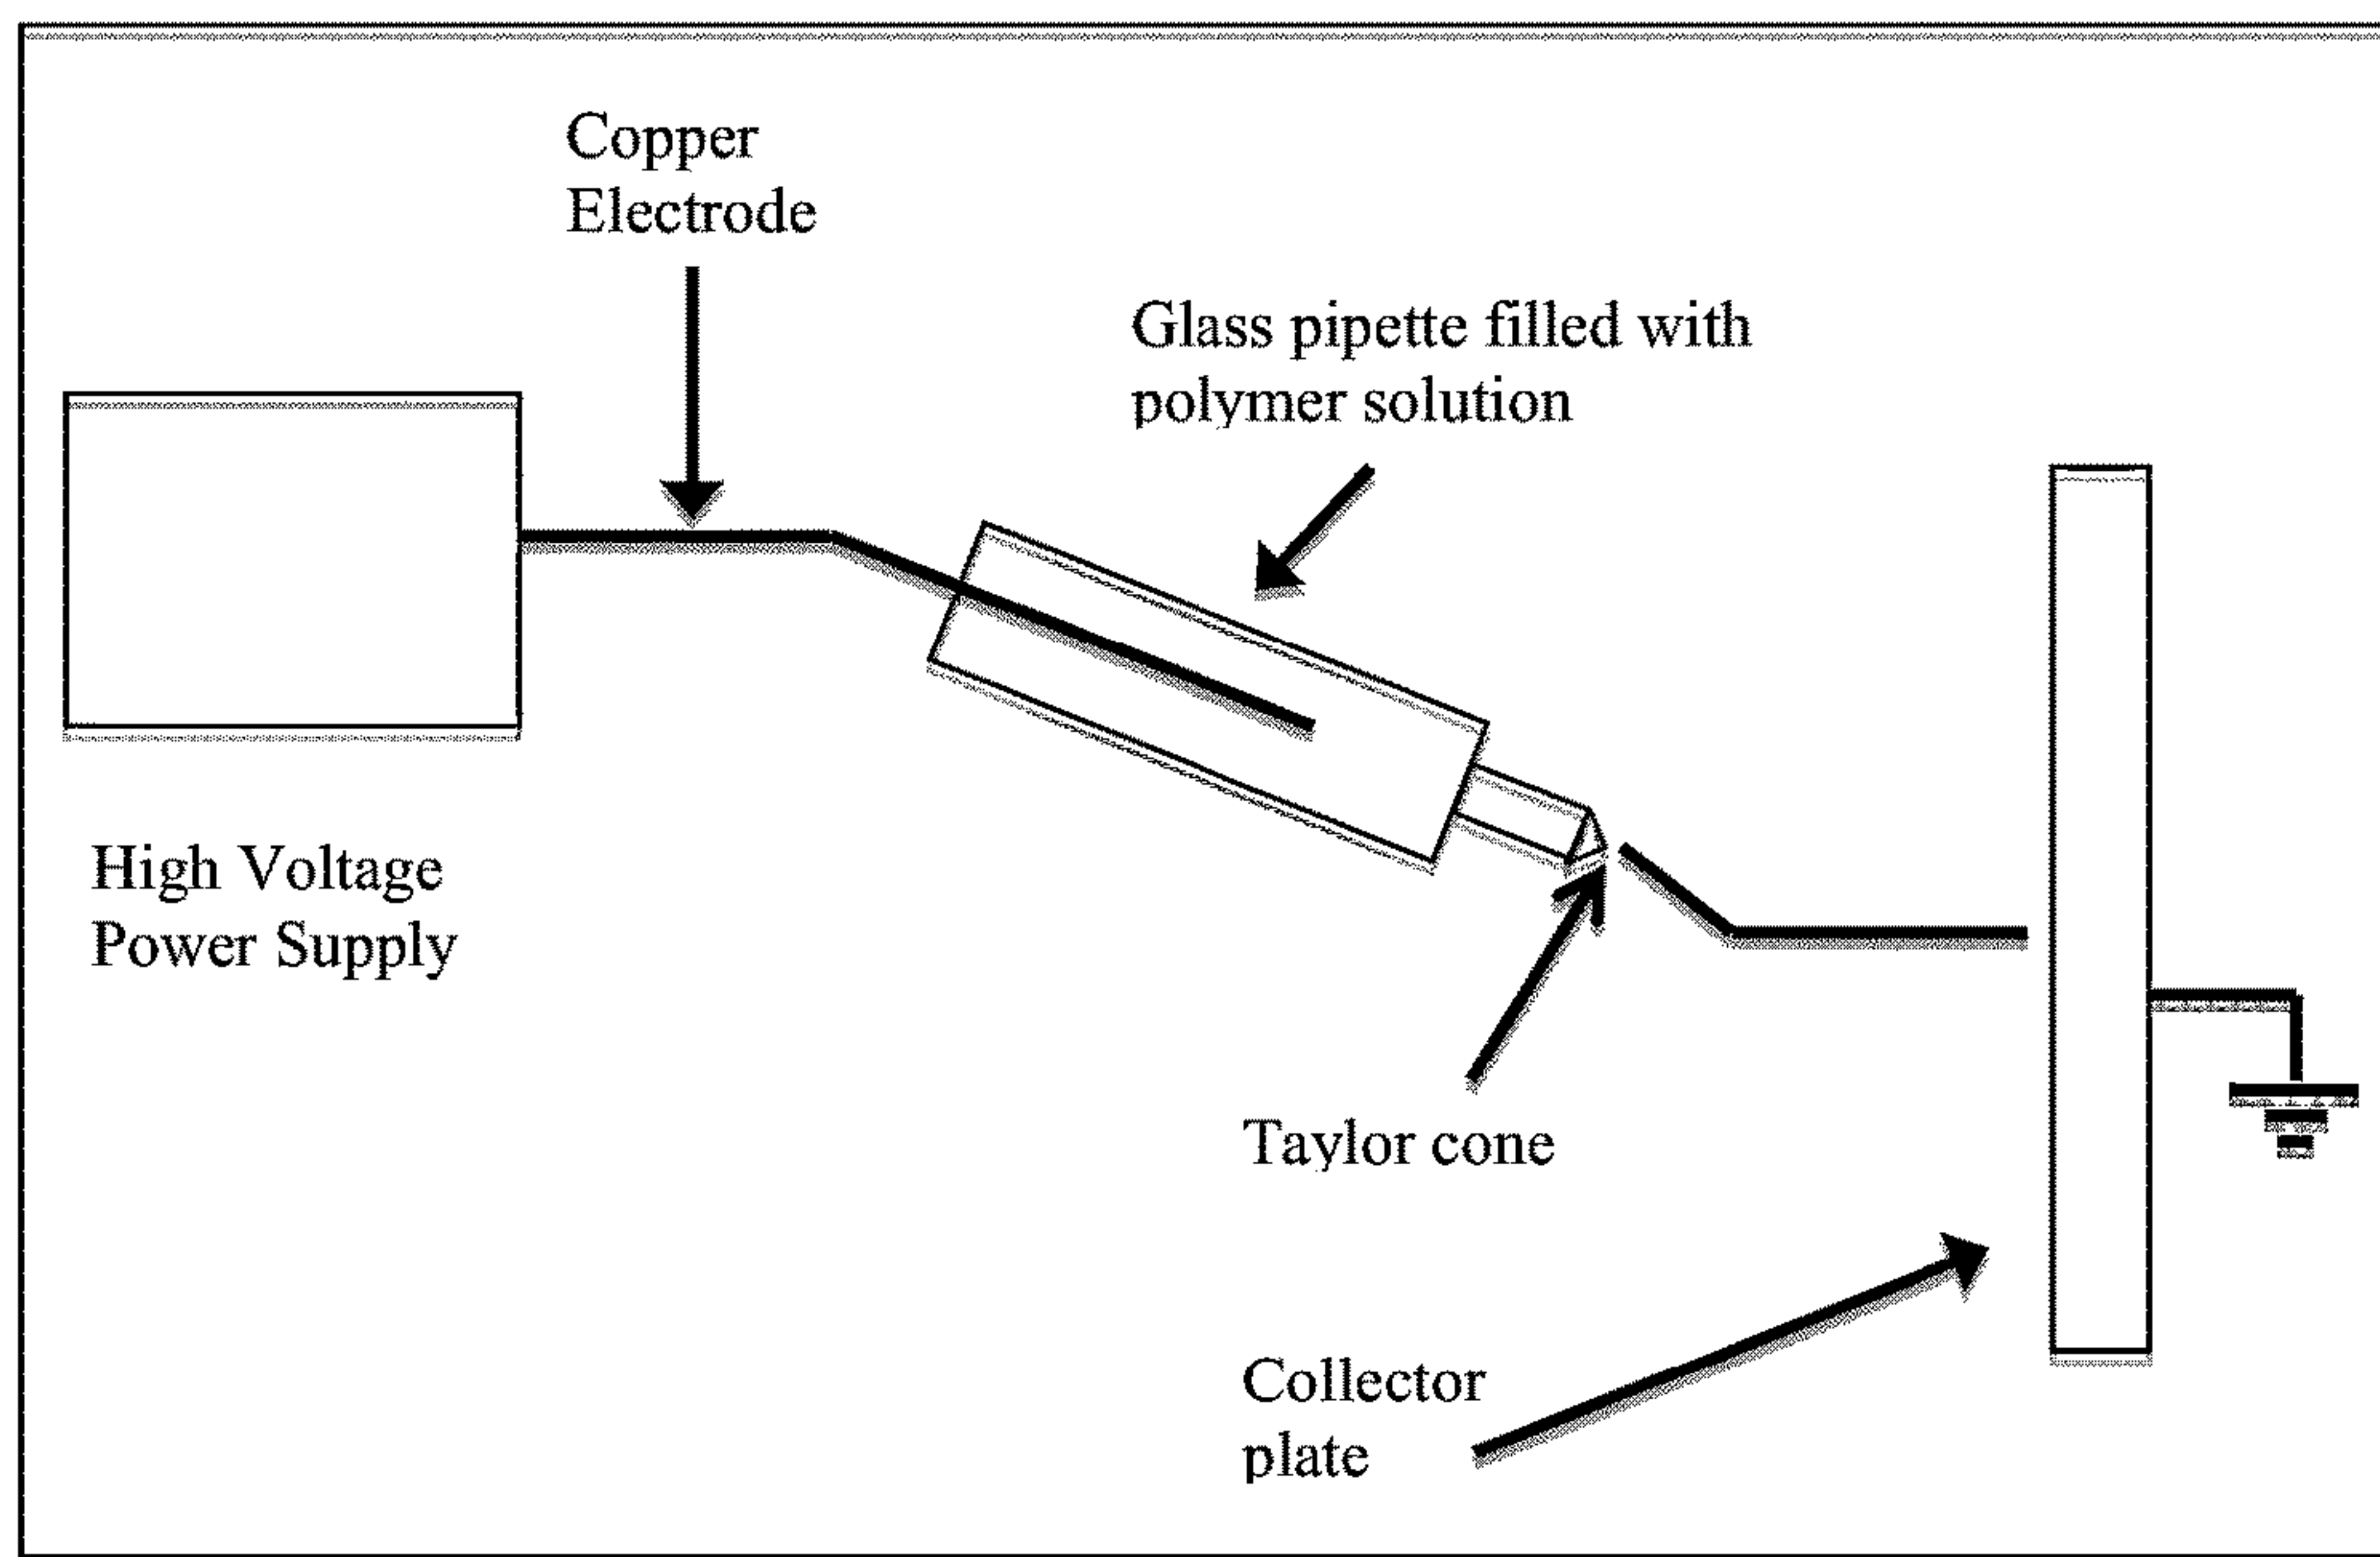 Copper
Electrode
Glass pipette filled with
polymer solution
High Voltage
Power Supply
Taylor cone
Collector
plate